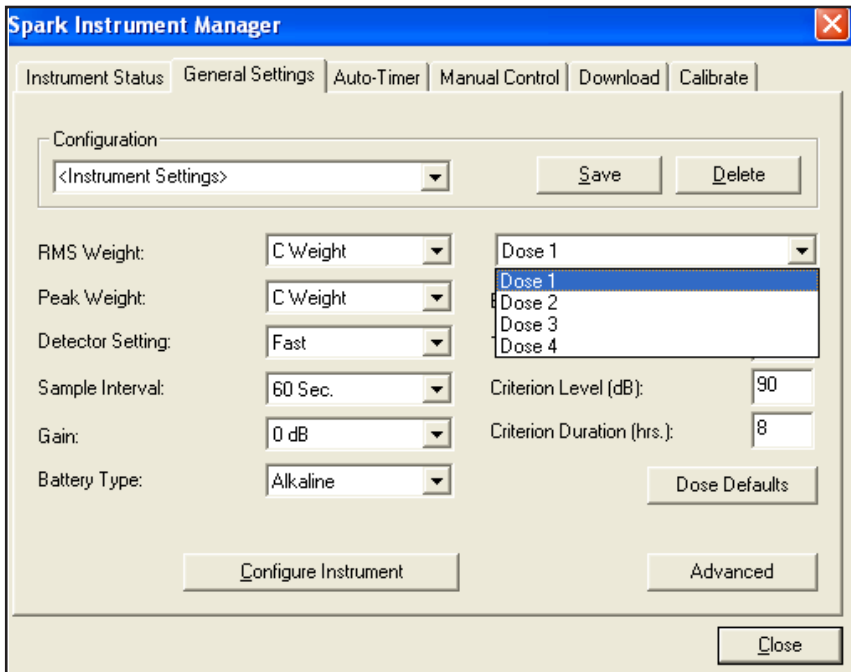 Spark Instrument Manager
Instrument Status General Settings Auto-Timer Manual Control Download Calibrate
Configuration
<Instrument Settings> Save Delete
RMS Weight: C Weight Dose 1
Dose 1
Peak Weight: C Weight
Dose 2
Dose 3
Detector Setting: Fast
Dose 4
Sample Interval: 60 Sec. Criterion Level (dB): 90
Gain: 0 dB Criterion Duration (hrs.): 8
Battery Type: Alkaline Dose Defaults
Configure Instrument Advanced
Close